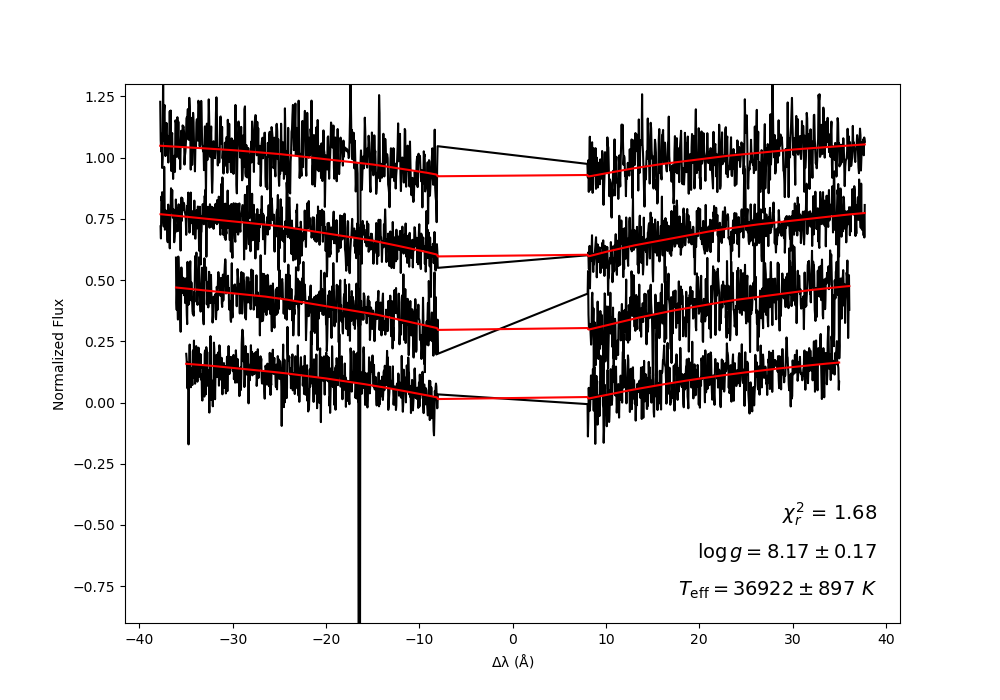 1.25
1.00
0.75
0.50
0.25
0.00
−0.25
−0.50
−0.75
Normalized Flux
χ²ᵣ = 1.68
log g = 8.17 ± 0.17
T_eff = 36922 ± 897 K
−40 −30 −20 −10 0 10 20 30 40
Δλ (Å)